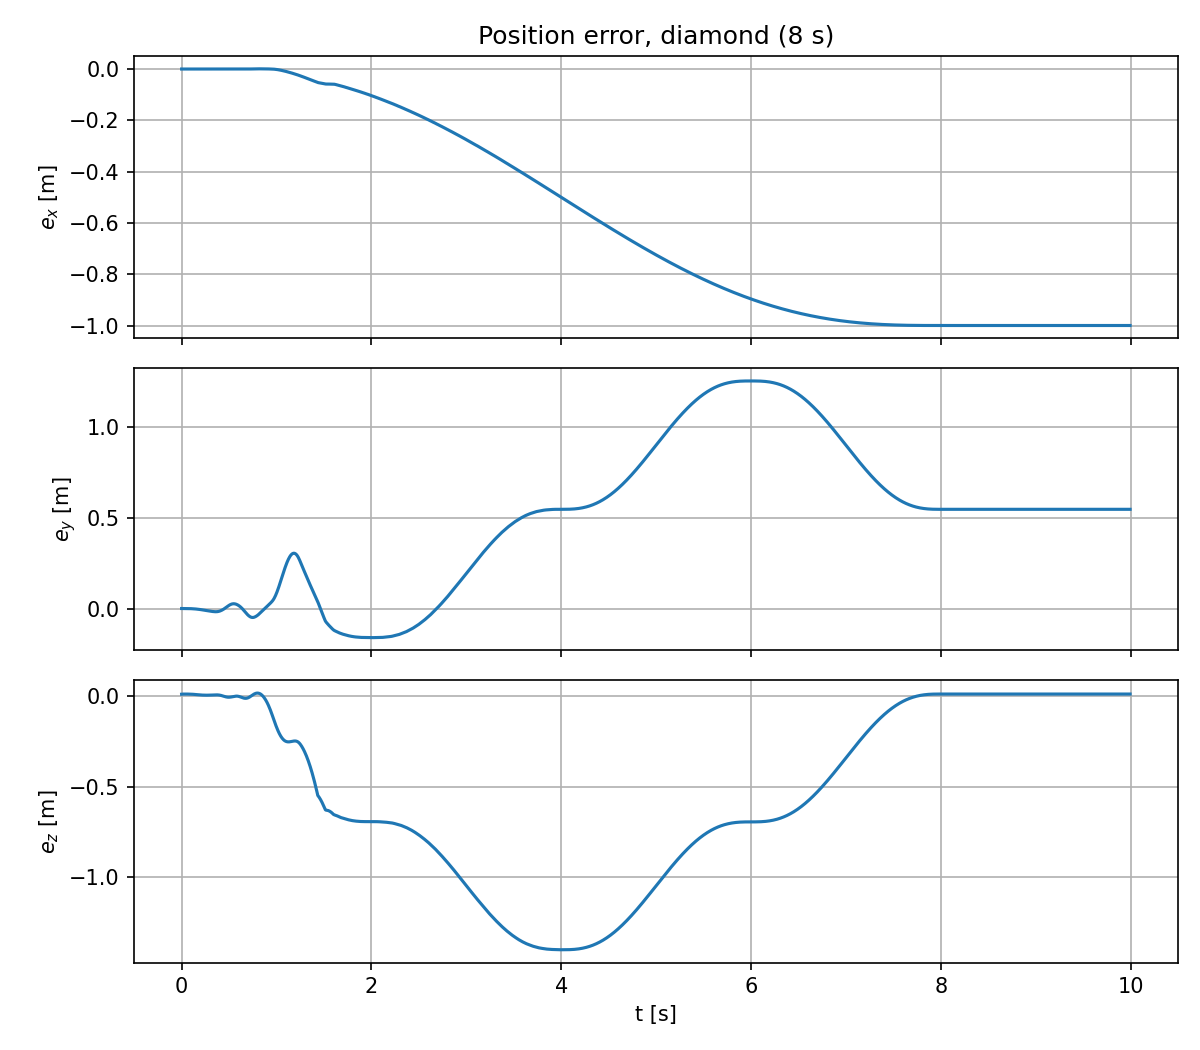 Position error, diamond (8 s)
0.0
−0.2
−0.4
−0.6
−0.8
−1.0
e_x [m]
1.0
0.5
0.0
e_y [m]
0.0
−0.5
−1.0
e_z [m]
0 2 4 6 8 10
t [s]